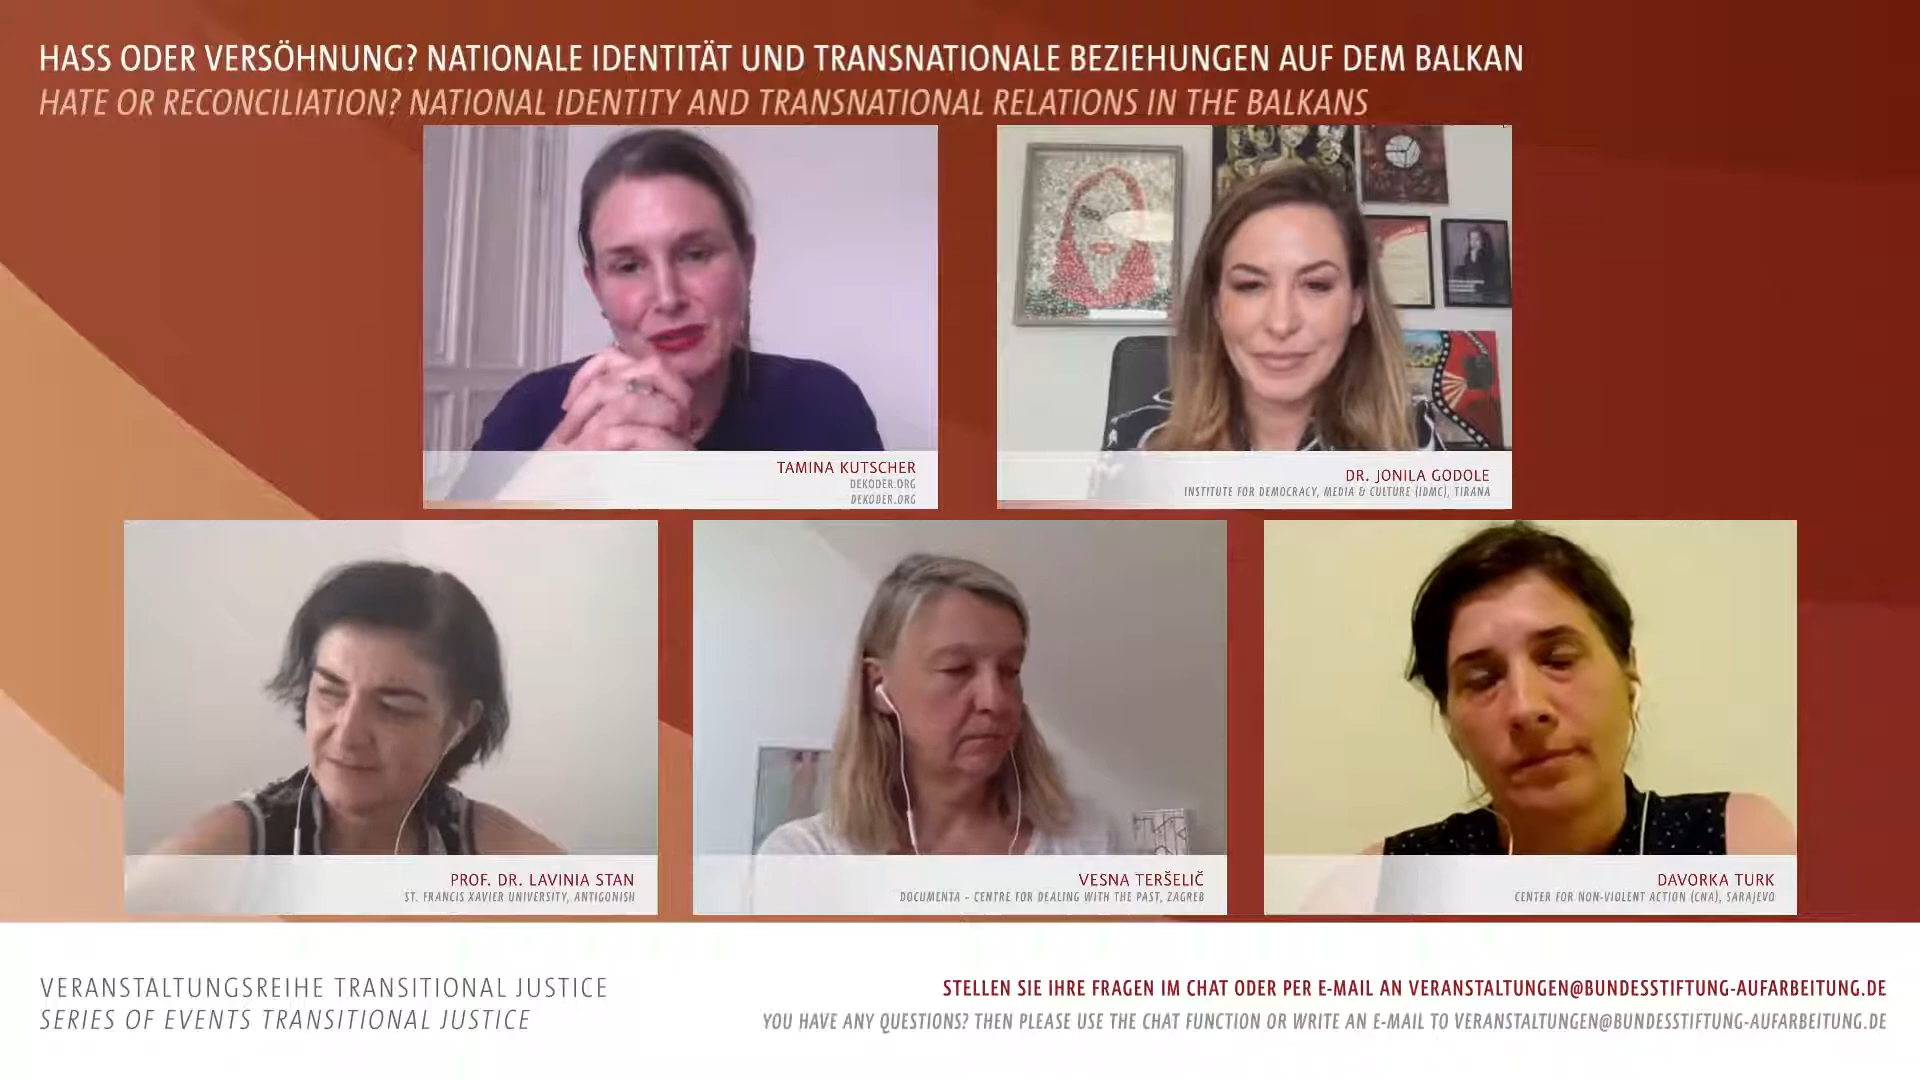 HASS ODER VERSÖHNUNG? NATIONALE IDENTITÄT UND TRANSNATIONALE BEZIEHUNGEN AUF DEM BALKAN
HATE OR RECONCILIATION? NATIONAL IDENTITY AND TRANSNATIONAL RELATIONS IN THE BALKANS
TAMINA KUTSCHER
DEKODER.ORG
DEKODER.ORG
DR. JONILA GODOLE
INSTITUTE FOR DEMOCRACY, MEDIA & CULTURE (IDMC), TIRANA
PROF. DR. LAVINIA STAN
ST. FRANCIS XAVIER UNIVERSITY, ANTIGONISH
VESNA TERŠELIČ
DOCUMENTA – CENTRE FOR DEALING WITH THE PAST, ZAGREB
DAVORKA TURK
CENTER FOR NON-VIOLENT ACTION (CNA), SARAJEVO
VERANSTALTUNGSREIHE TRANSITIONAL JUSTICE
SERIES OF EVENTS TRANSITIONAL JUSTICE
STELLEN SIE IHRE FRAGEN IM CHAT ODER PER E-MAIL AN VERANSTALTUNGEN@BUNDESSTIFTUNG-AUFARBEITUNG.DE
YOU HAVE ANY QUESTIONS? THEN PLEASE USE THE CHAT FUNCTION OR WRITE AN E-MAIL TO VERANSTALTUNGEN@BUNDESSTIFTUNG-AUFARBEITUNG.DE